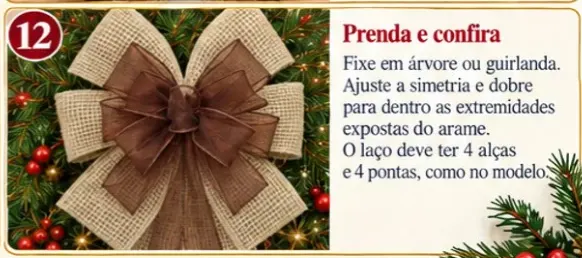 12
Prenda e confira
Fixe em árvore ou guirlanda.
Ajuste a simetria e dobre
para dentro as extremidades
expostas do arame.
O laço deve ter 4 alças
e 4 pontas, como no modelo.